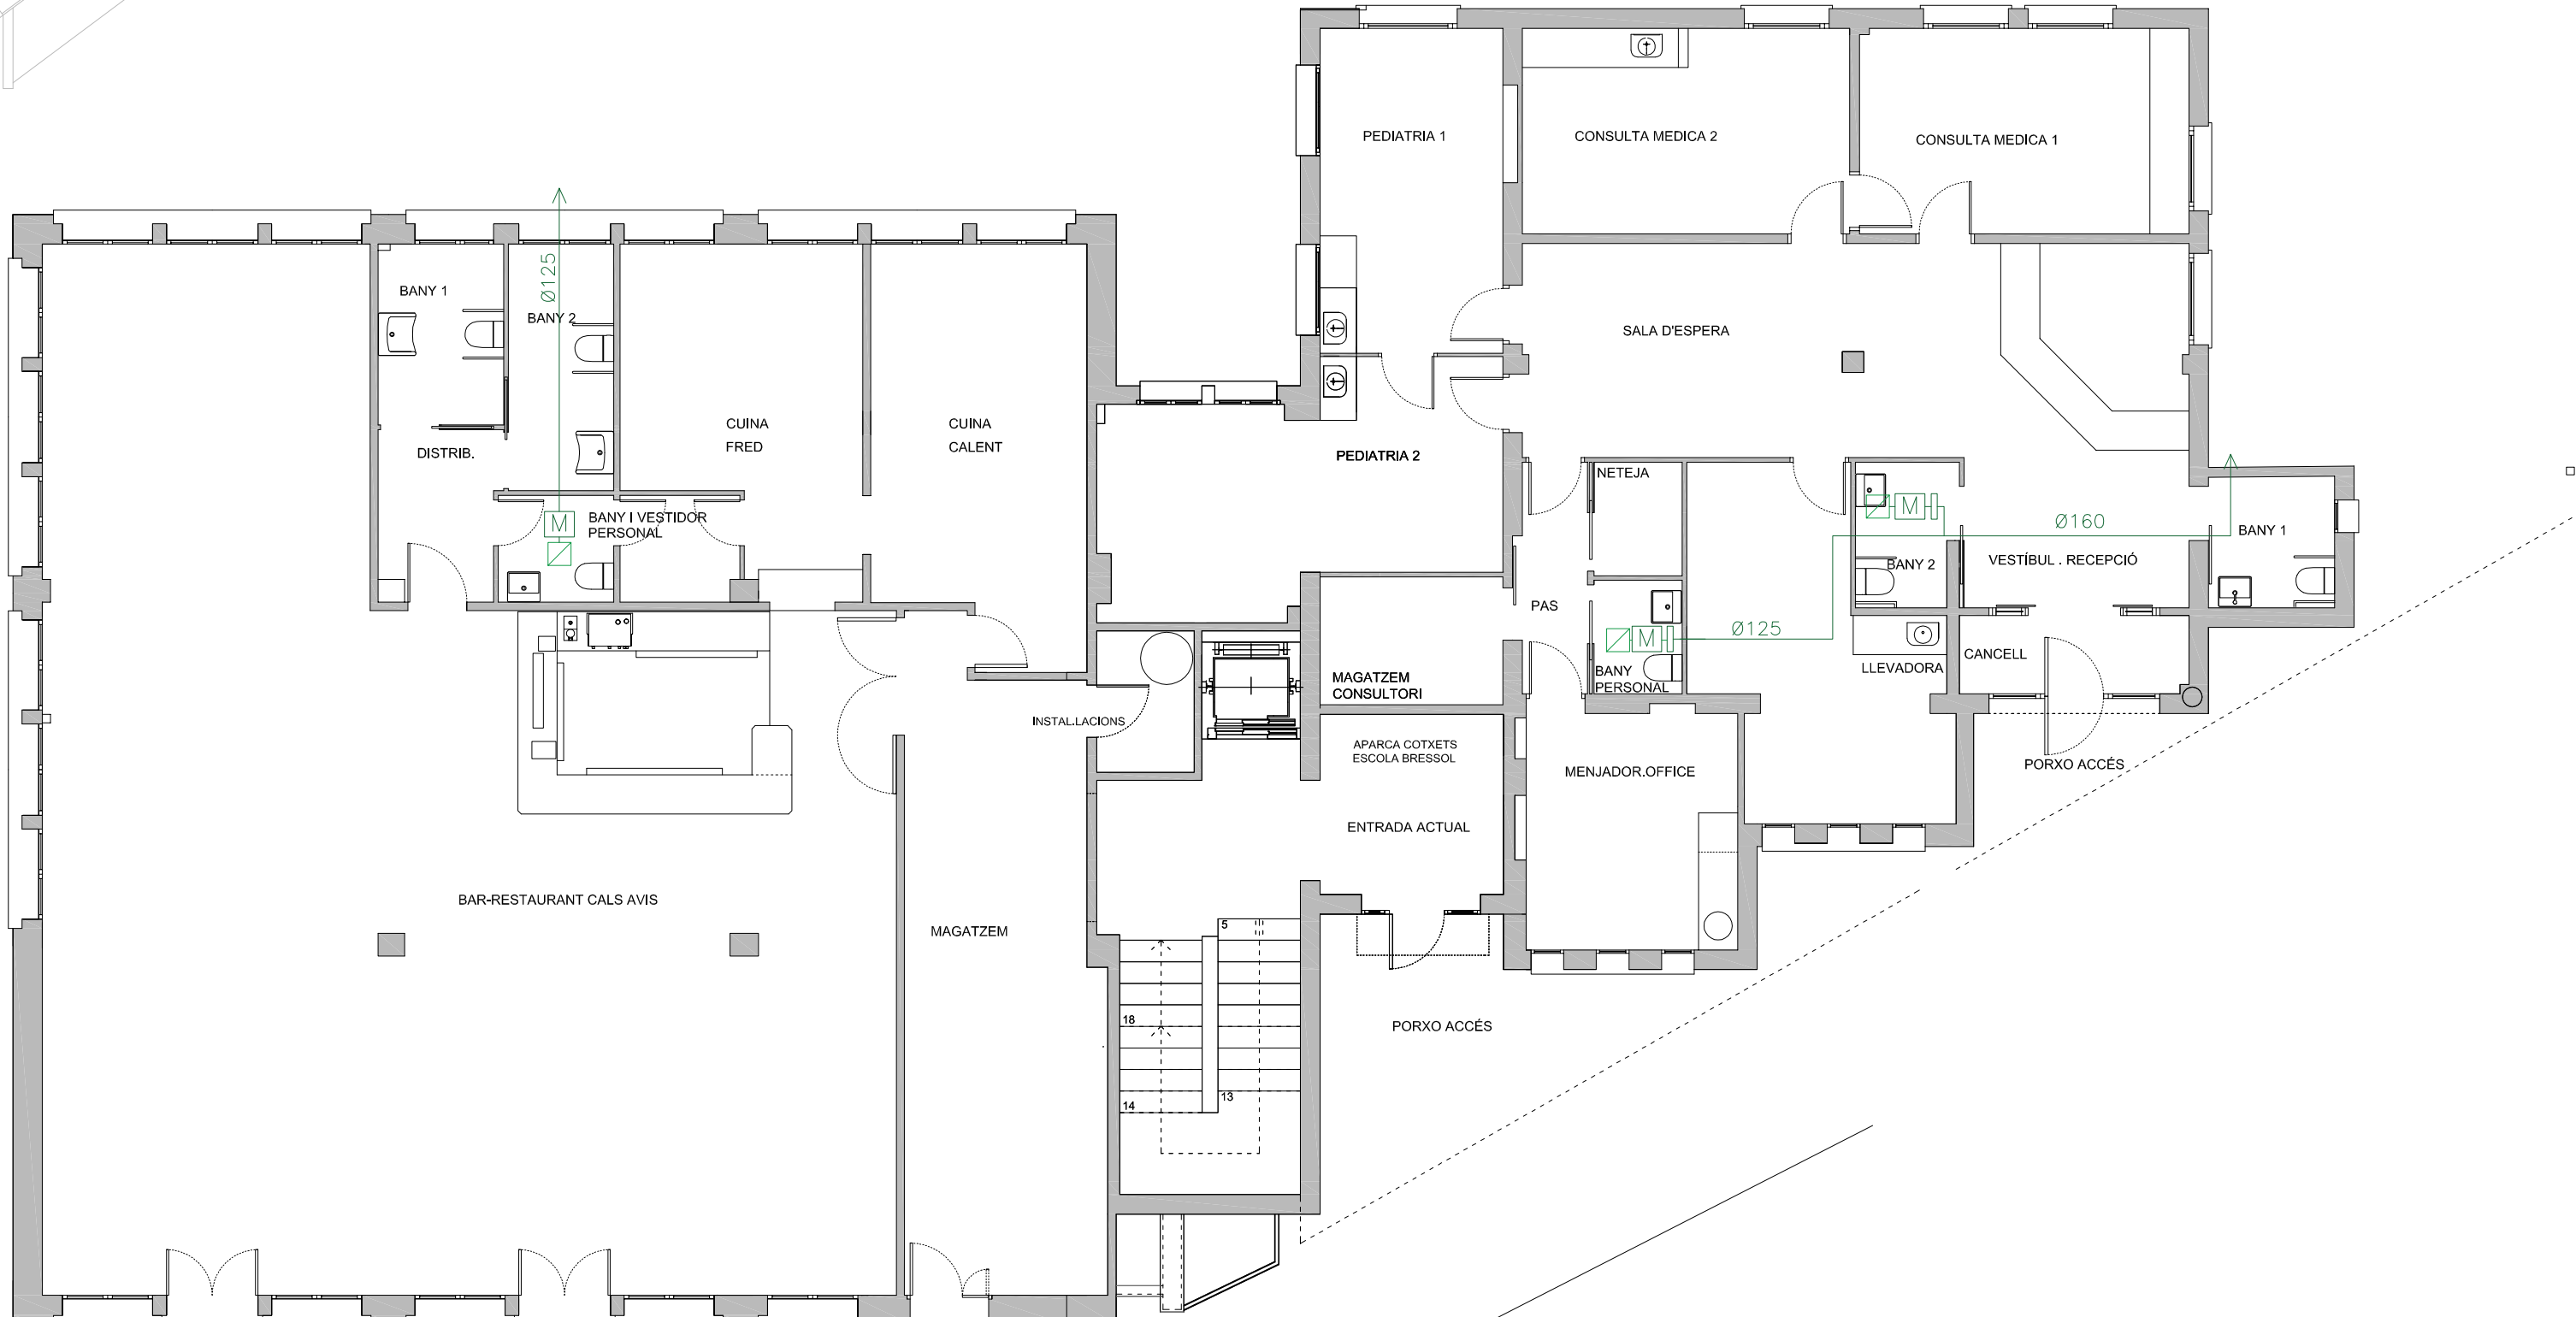 PEDIATRIA 1
CONSULTA MEDICA 2
CONSULTA MEDICA 1
Ø125
BANY 1
BANY 2
SALA D'ESPERA
CUINA
FRED
CUINA
CALENT
DISTRIB.
PEDIATRIA 2
NETEJA
M
BANY I VESTIDOR
PERSONAL
M
Ø160
BANY 1
BANY 2
VESTÍBUL . RECEPCIÓ
PAS
M
Ø125
BANY
PERSONAL
LLEVADORA
CANCELL
MAGATZEM
CONSULTORI
INSTAL.LACIONS
APARCA COTXETS
ESCOLA BRESSOL
MENJADOR.OFFICE
PORXO ACCÉS
ENTRADA ACTUAL
BAR-RESTAURANT CALS AVIS
MAGATZEM
5
18
PORXO ACCÉS
14
13